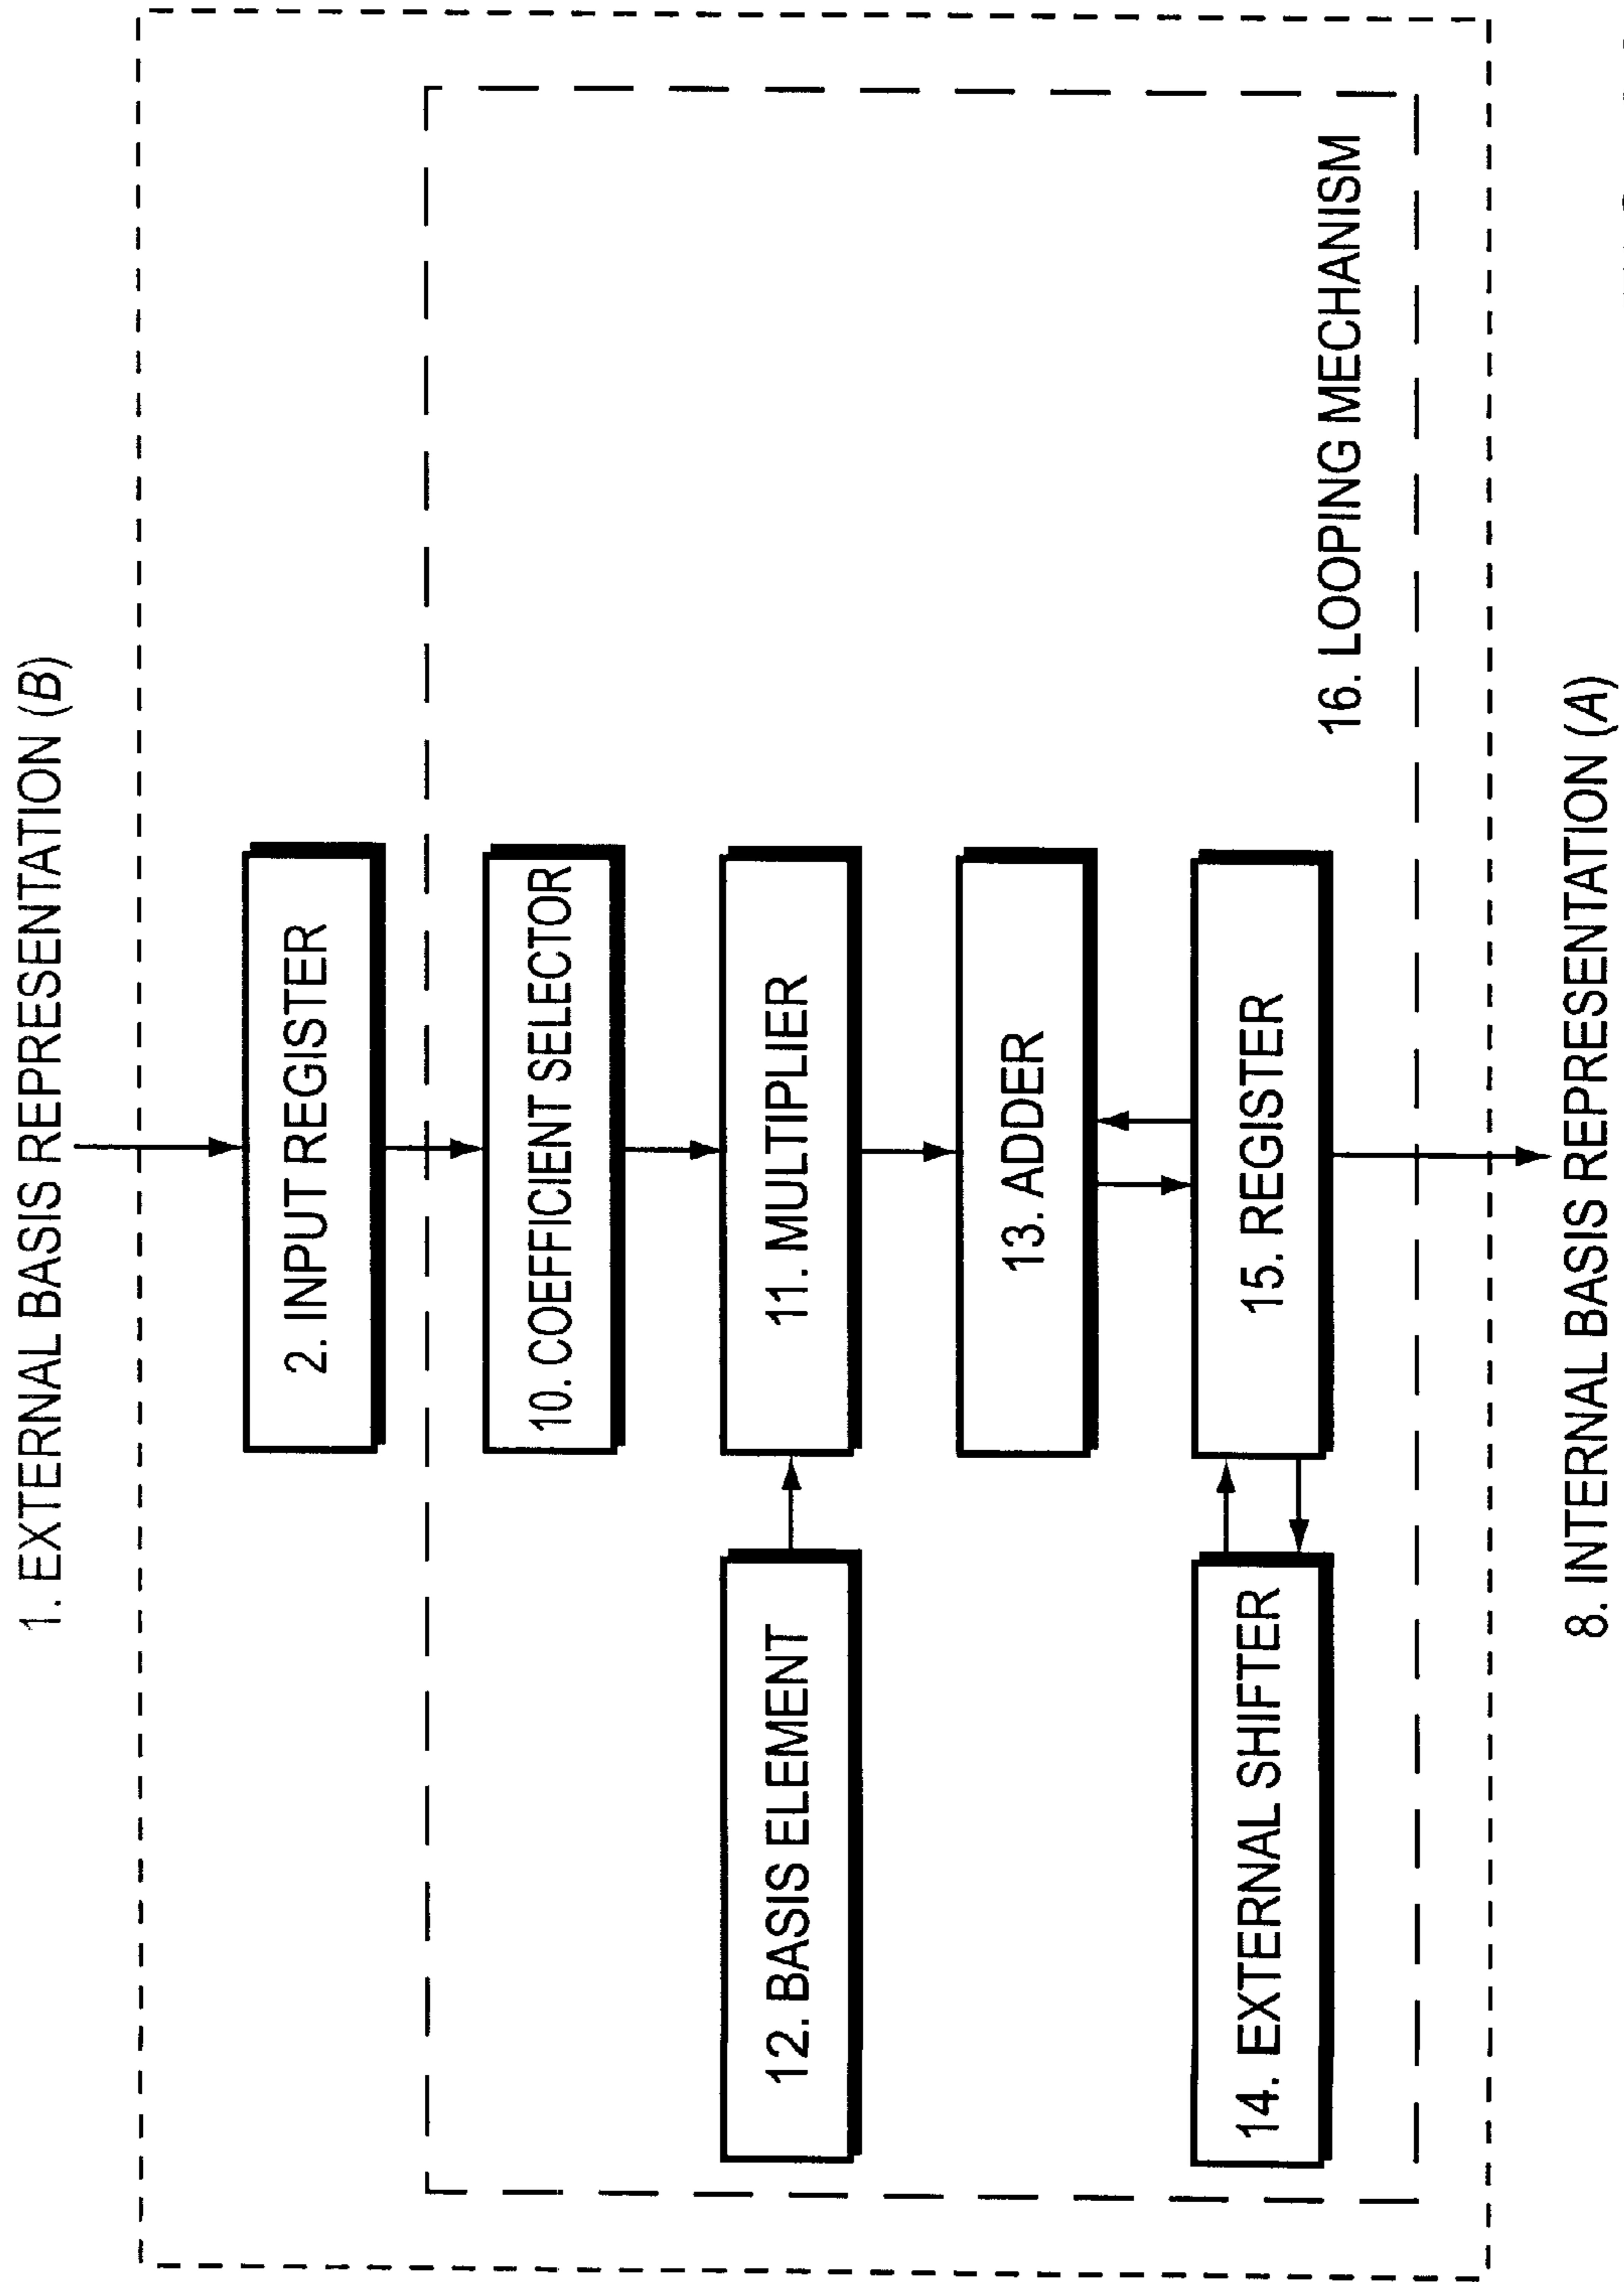 1. EXTERNAL BASIS REPRESENTATION (B)
2. INPUT REGISTER
10. COEFFICIENT SELECTOR
12. BASIS ELEMENT
11. MULTIPLIER
13. ADDER
14. EXTERNAL SHIFTER
15. REGISTER
16. LOOPING MECHANISM
8. INTERNAL BASIS REPRESENTATION (A)